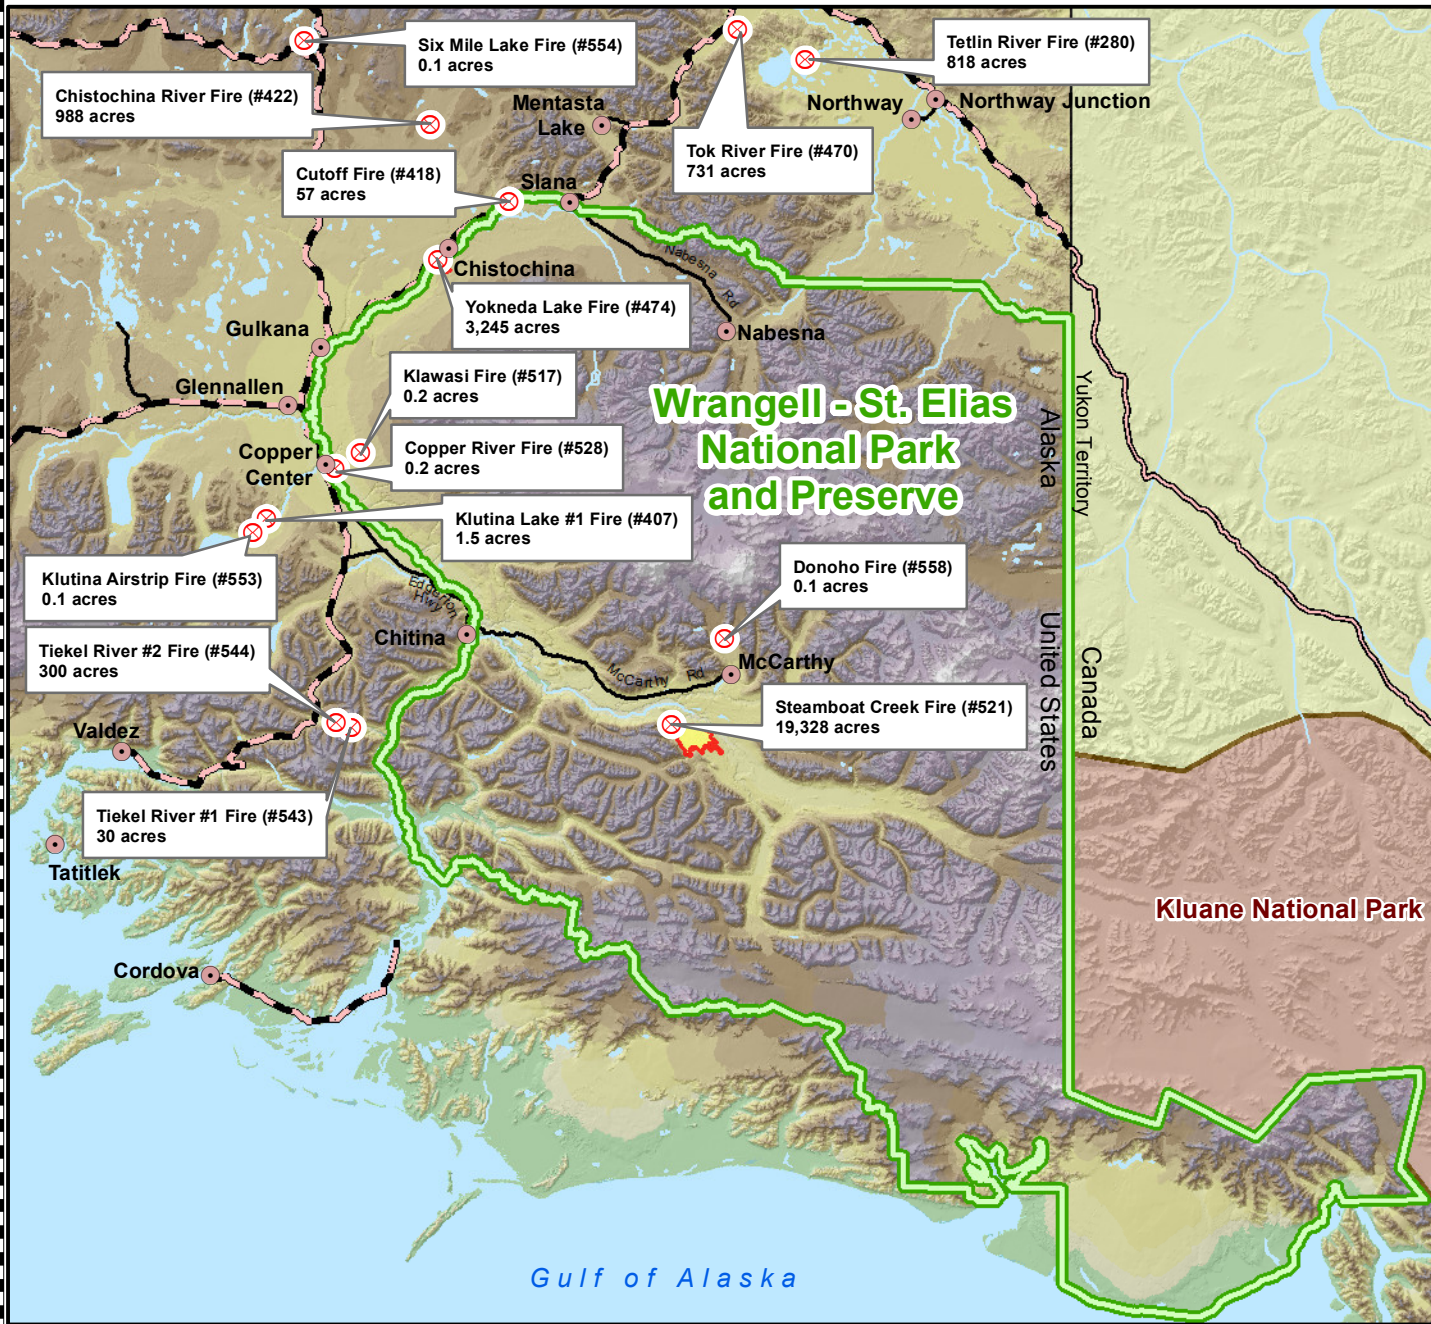 Six Mile Lake Fire (#554)
0.1 acres
Tetlin River Fire (#280)
818 acres
Chistochina River Fire (#422)
988 acres
Mentasta
Lake
Northway
Northway Junction
Tok River Fire (#470)
731 acres
Cutoff Fire (#418)
57 acres
Slana
Chistochina
Nabesna Rd
Yokneda Lake Fire (#474)
3,245 acres
Gulkana
Nabesna
Glennallen
Klawasi Fire (#517)
0.2 acres
Wrangell - St. Elias
National Park
and Preserve
Alaska
Yukon Territory
Copper
Center
Copper River Fire (#528)
0.2 acres
Klutina Lake #1 Fire (#407)
1.5 acres
Klutina Airstrip Fire (#553)
0.1 acres
Donoho Fire (#558)
0.1 acres
Edgerton
Hwy
Chitina
United States
Canada
Tiekel River #2 Fire (#544)
300 acres
McCarthy Rd
McCarthy
Steamboat Creek Fire (#521)
19,328 acres
Valdez
Tiekel River #1 Fire (#543)
30 acres
Tatitlek
Kluane National Park
Cordova
Gulf of Alaska